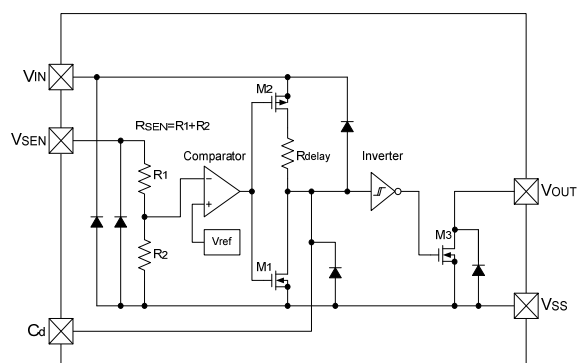 VIN
M2
VSEN
RSEN=R1+R2
Comparator
Rdelay
Inverter
R1
−
+
VOUT
Vref
M3
R2
M1
VSS
Cd